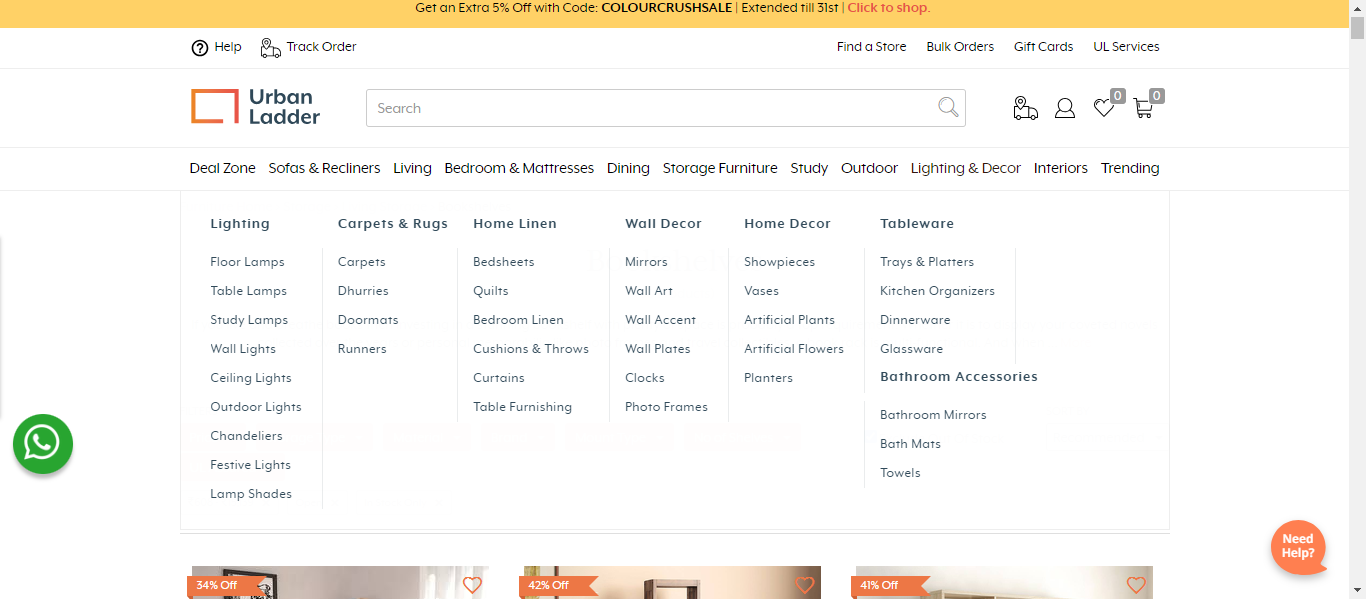 Get an Extra 5% Off with Code: COLOURCRUSHSALE | Extended till 31st | Click to shop.
Help Track Order Find a Store Bulk Orders Gift Cards UL Services
Urban
Ladder
Search
0 0
Deal Zone Sofas & Recliners Living Bedroom & Mattresses Dining Storage Furniture Study Outdoor Lighting & Decor Interiors Trending
Lighting
Floor Lamps
Table Lamps
Study Lamps
Wall Lights
Ceiling Lights
Outdoor Lights
Chandeliers
Festive Lights
Lamp Shades
Carpets & Rugs
Carpets
Dhurries
Doormats
Runners
Home Linen
Bedsheets
Quilts
Bedroom Linen
Cushions & Throws
Curtains
Table Furnishing
Wall Decor
Mirrors
Wall Art
Wall Accent
Wall Plates
Clocks
Photo Frames
Home Decor
Showpieces
Vases
Artificial Plants
Artificial Flowers
Planters
Tableware
Trays & Platters
Kitchen Organizers
Dinnerware
Glassware
Bathroom Accessories
Bathroom Mirrors
Bath Mats
Towels
Need
Help?
34% Off 42% Off 41% Off